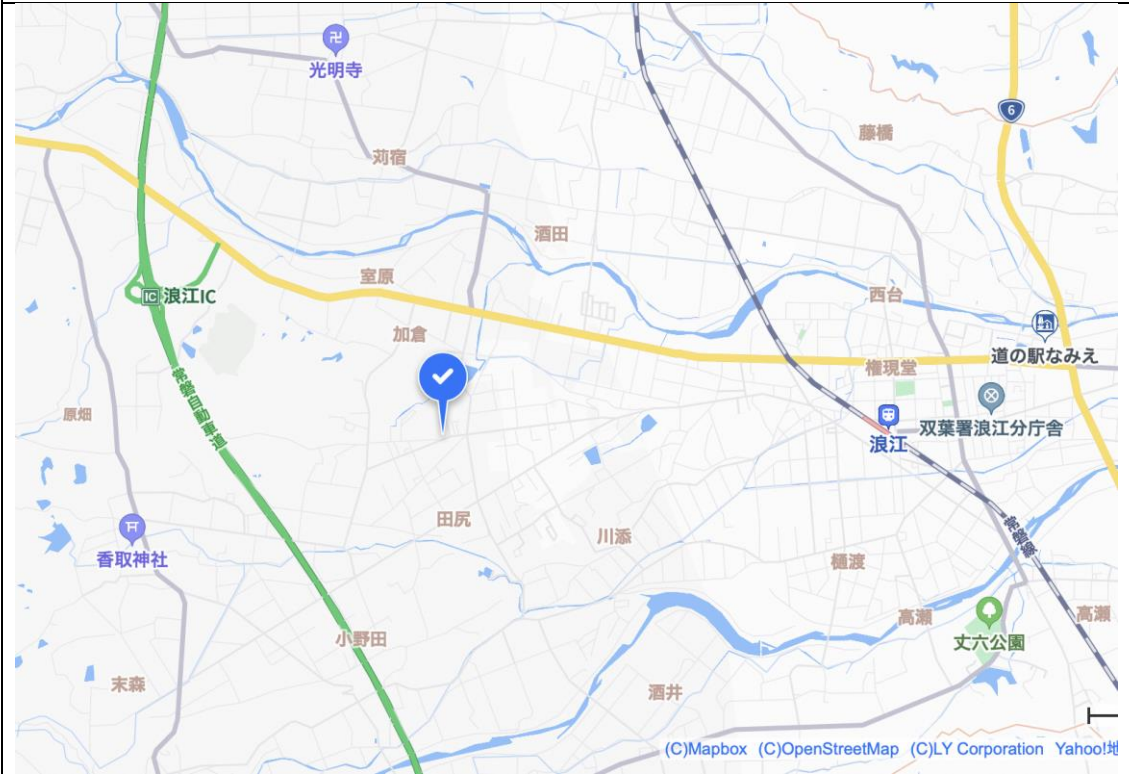 光明寺
6
藤橋
苅宿
酒田
室原
西台
IC 浪江IC
加倉
道の駅なみえ
権現堂
原畑
常磐自動車道
双葉署浪江分庁舎
浪江
田尻
川添
常磐線
香取神社
樋渡
高瀬
高瀬
小野田
丈六公園
末森
酒井
(C)Mapbox (C)OpenStreetMap (C)LY Corporation Yahoo!地